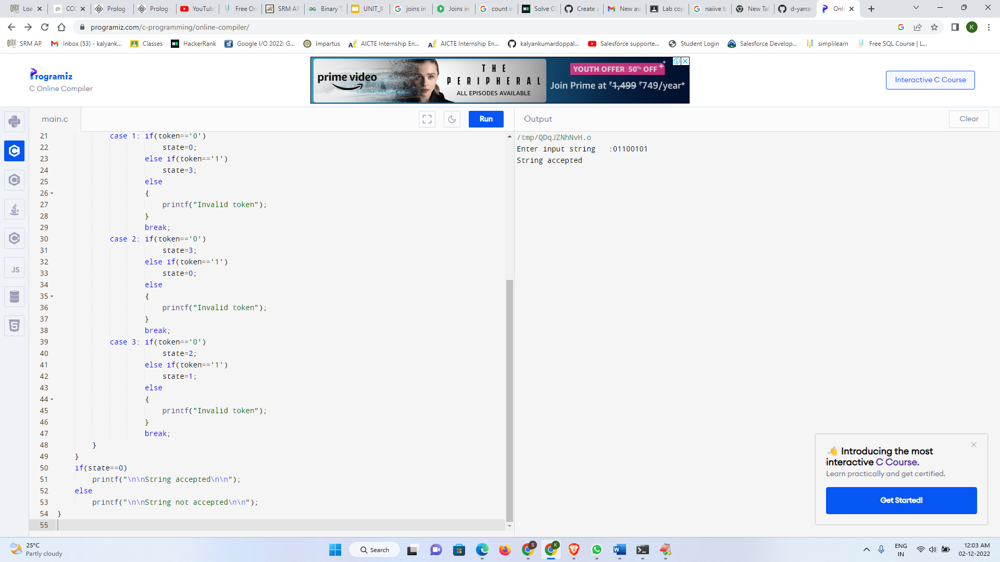 Loa
CCC
Prolog -
Prolog -
YouTub
Free On
SRM AP
Binary T
UNIT_II
joins in
Joins in
count in
Solve C
Create a
New as
Lab cop
naiive b
New Tab
d-yarran
Onli
programiz.com/c-programming/online-compiler/
K
SRM AP
Inbox (53) - kalyank...
Classes
HackerRank
Google I/O 2022: G...
Impartus
AICTE Internship En...
AICTE Internship En...
kalyankumardoppal...
Salesforce supporte...
Student Login
Salesforce Develop...
simplilearn
Free SQL Course | L...
Programiz
C Online Compiler
prime video
THE
PERIPHERAL
ALL EPISODES AVAILABLE
YOUTH OFFER | 50% OFF
Join Prime at ₹1,499 ₹749/year*
Interactive C Course
main.c
Run
Output
Clear
21 case 1: if(token=='0')
22 state=0;
23 else if(token=='1')
24 state=3;
25 else
26 {
27 printf("Invalid token");
28 }
29 break;
30 case 2: if(token=='0')
31 state=3;
32 else if(token=='1')
33 state=0;
34 else
35 {
36 printf("Invalid token");
37 }
38 break;
39 case 3: if(token=='0')
40 state=2;
41 else if(token=='1')
42 state=1;
43 else
44 {
45 printf("Invalid token");
46 }
47 break;
48 }
49 }
50 if(state==0)
51 printf("\n\nString accepted\n\n");
52 else
53 printf("\n\nString not accepted\n\n");
54 }
55
/tmp/QDqJZNhNvH.o
Enter input string :01100101
String accepted
JS
👋 Introducing the most
interactive C Course.
Learn practically and get certified.
Get Started!
25°C
Partly cloudy
Search
S
K
ENG
IN
12:03 AM
02-12-2022